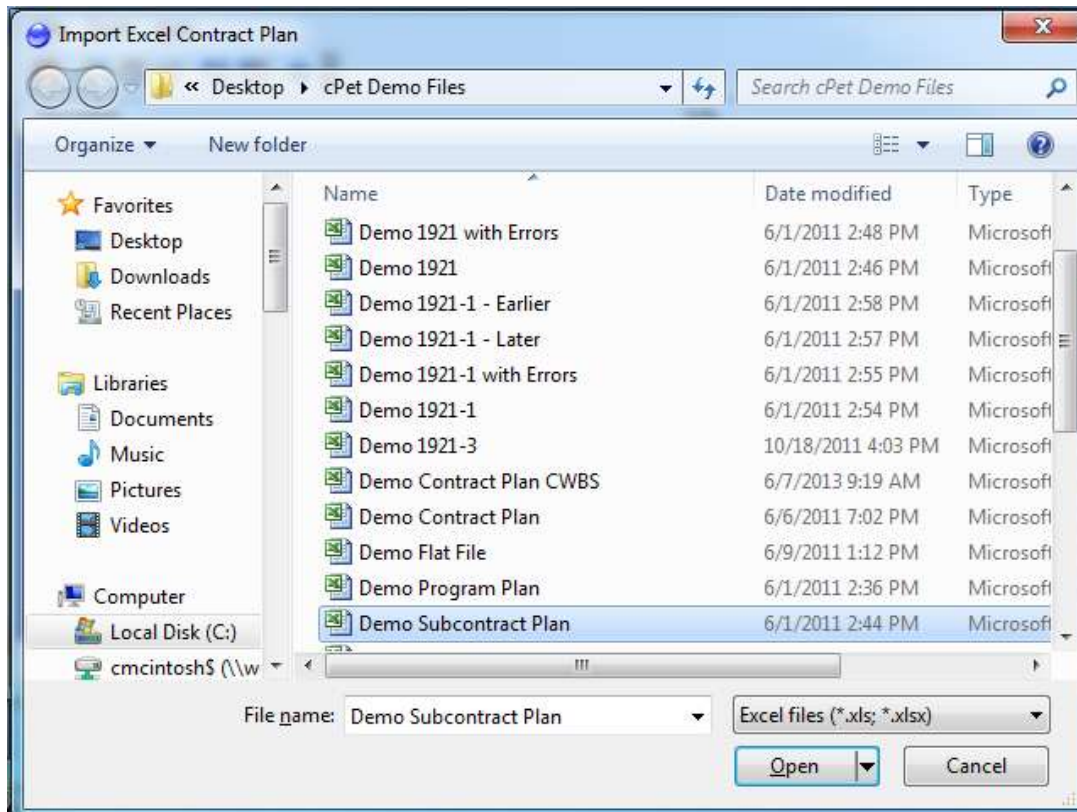 Import Excel Contract Plan
« Desktop ▸ cPet Demo Files
Search cPet Demo Files
Organize New folder
Name Date modified Type
Favorites
Desktop
Downloads
Recent Places
Libraries
Documents
Music
Pictures
Videos
Computer
Local Disk (C:)
cmcintosh$ (\\w
Demo 1921 with Errors 6/1/2011 2:48 PM Microsoft
Demo 1921 6/1/2011 2:46 PM Microsoft
Demo 1921-1 - Earlier 6/1/2011 2:58 PM Microsoft
Demo 1921-1 - Later 6/1/2011 2:57 PM Microsoft
Demo 1921-1 with Errors 6/1/2011 2:55 PM Microsoft
Demo 1921-1 6/1/2011 2:54 PM Microsoft
Demo 1921-3 10/18/2011 4:03 PM Microsoft
Demo Contract Plan CWBS 6/7/2013 9:19 AM Microsoft
Demo Contract Plan 6/6/2011 7:02 PM Microsoft
Demo Flat File 6/9/2011 1:12 PM Microsoft
Demo Program Plan 6/1/2011 2:36 PM Microsoft
Demo Subcontract Plan 6/1/2011 2:44 PM Microsoft
File name: Demo Subcontract Plan
Excel files (*.xls; *.xlsx)
Open Cancel